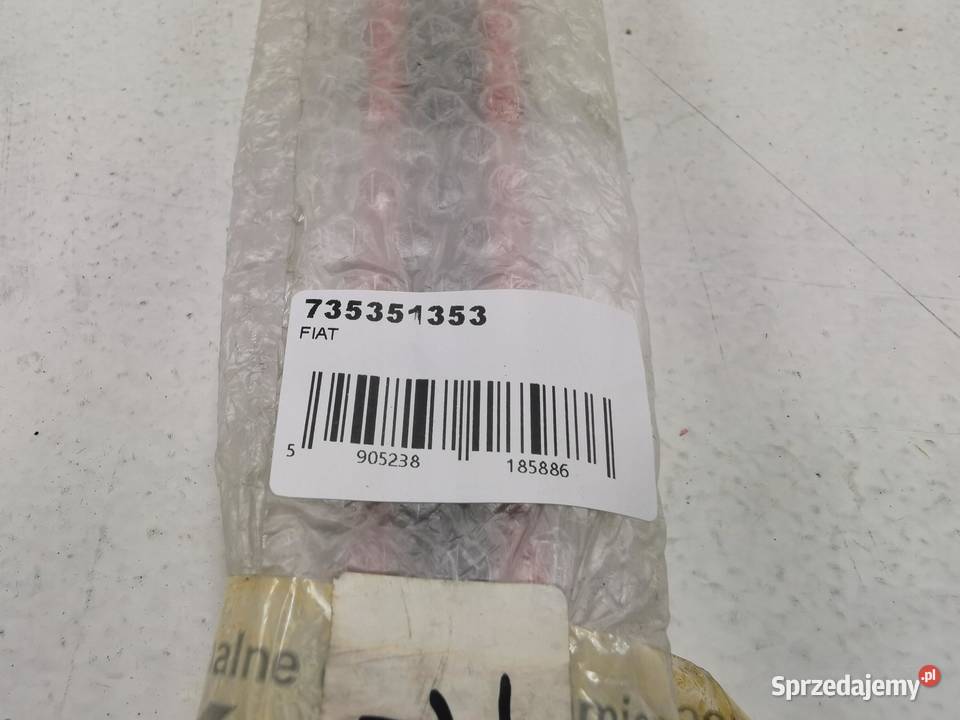 735351353
FIAT
5 905238 185886
alne
Sprzedajemy.pl